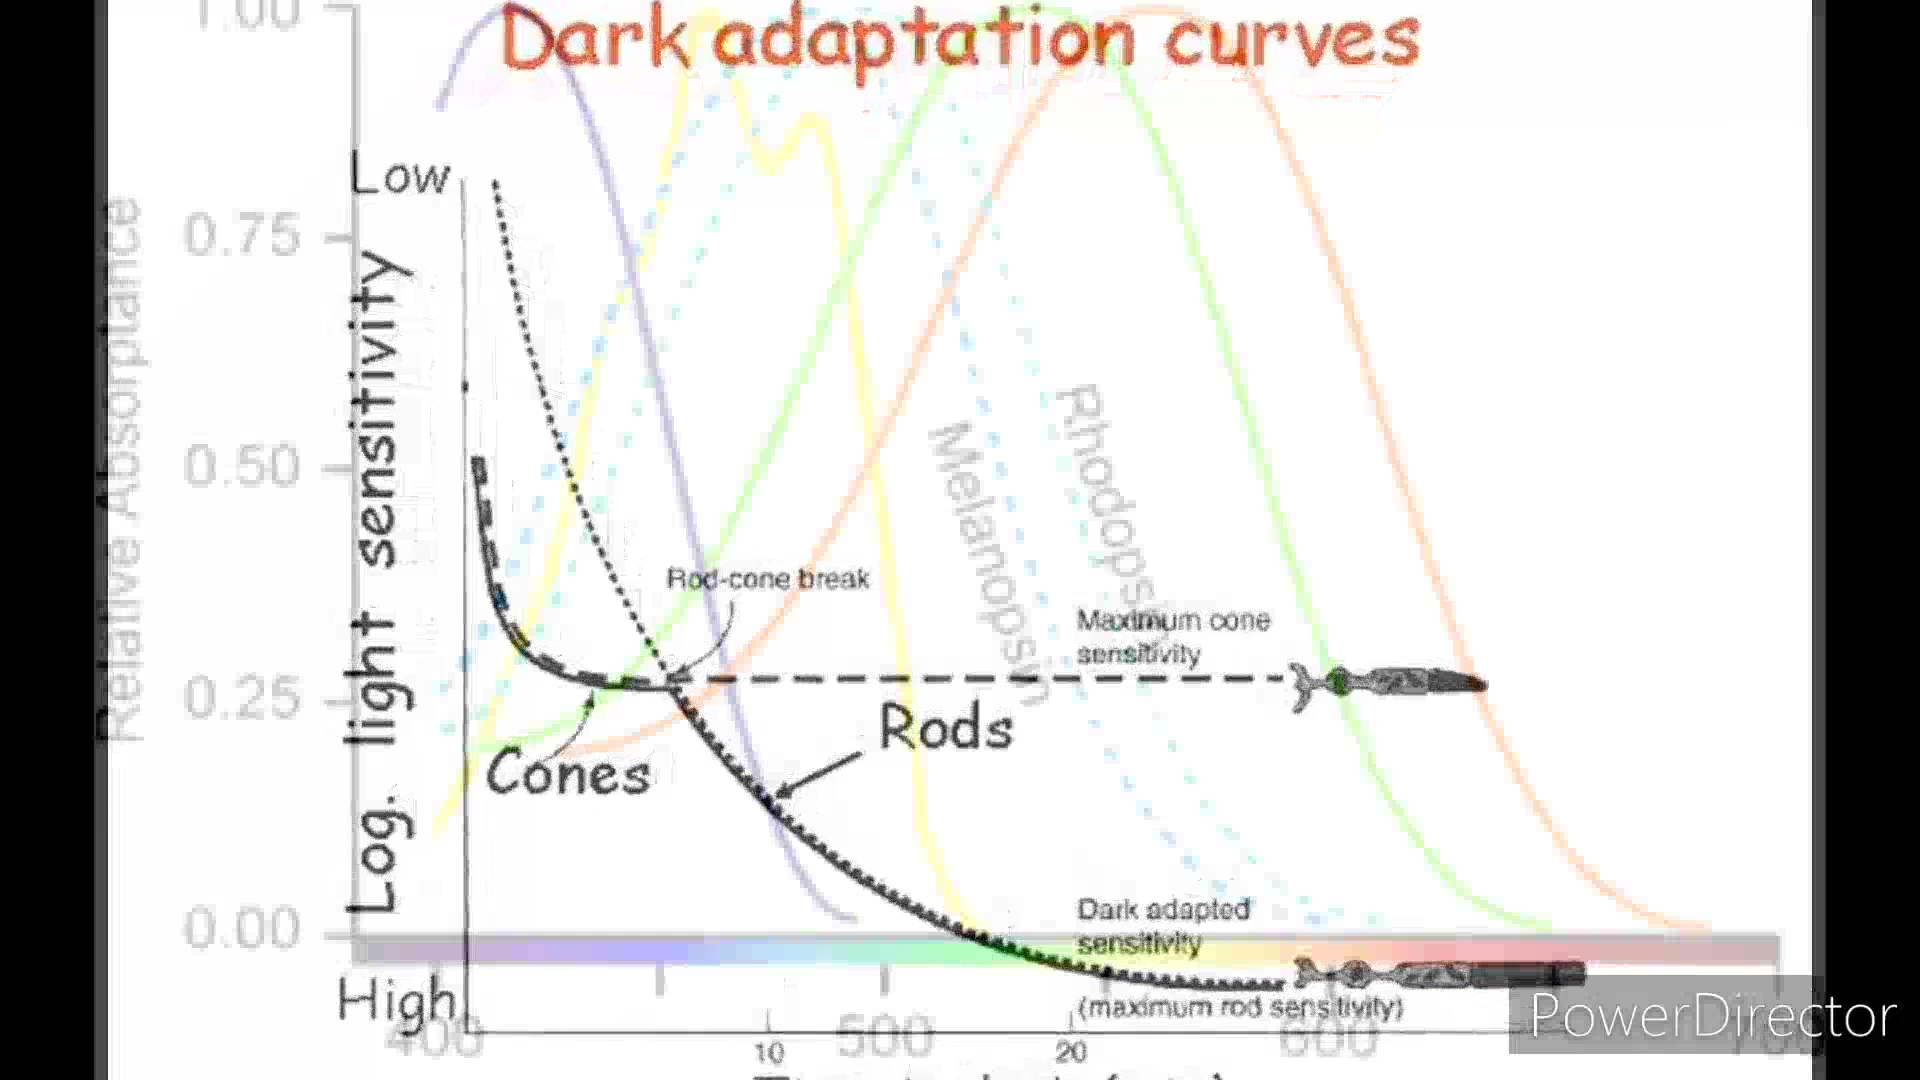 1.00
Dark adaptation curves
Low
0.75
Relative Absorptance
Log. light sensitivity
0.50
Melanopsin
Rod-cone break
Maximum cone
sensitivity
0.25
Rods
Cones
Dark adapted
sensitivity
0.00
High
(maximum rod sensitivity)
PowerDirector
400
500
600
10
20